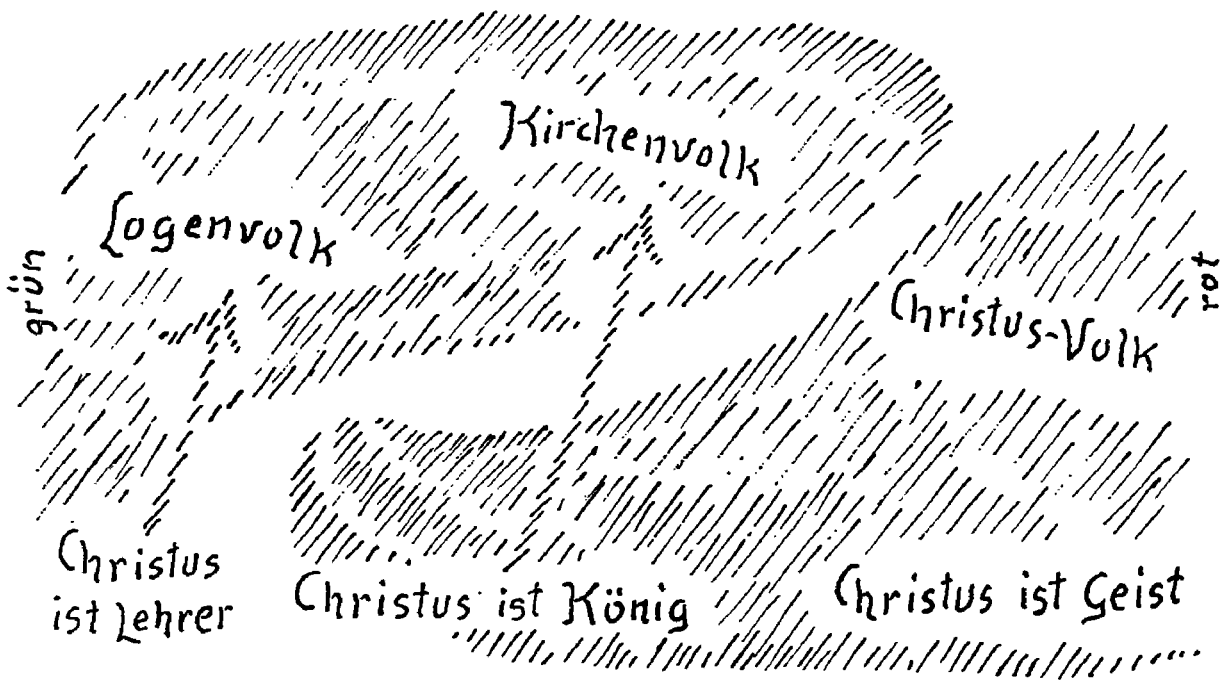 Kirchenvolk
Logenvolk
grün
rot
Christus-Volk
Christus
ist Lehrer
Christus ist König
Christus ist Geist